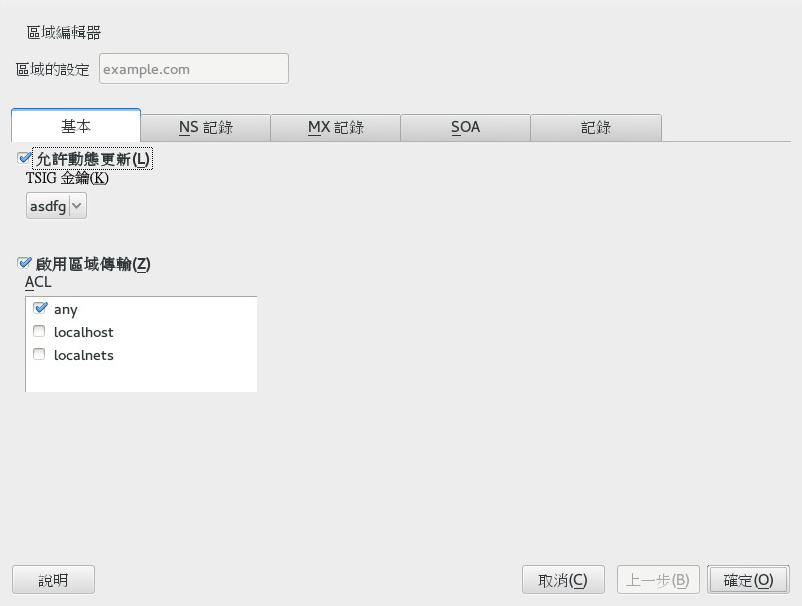 區域編輯器
區域的設定 example.com
基本 NS 記錄 MX 記錄 SOA 記錄
允許動態更新(L)
TSIG 金鑰(K)
asdfg
啟用區域傳輸(Z)
ACL
any
localhost
localnets
說明 取消(C) 上一步(B) 確定(O)